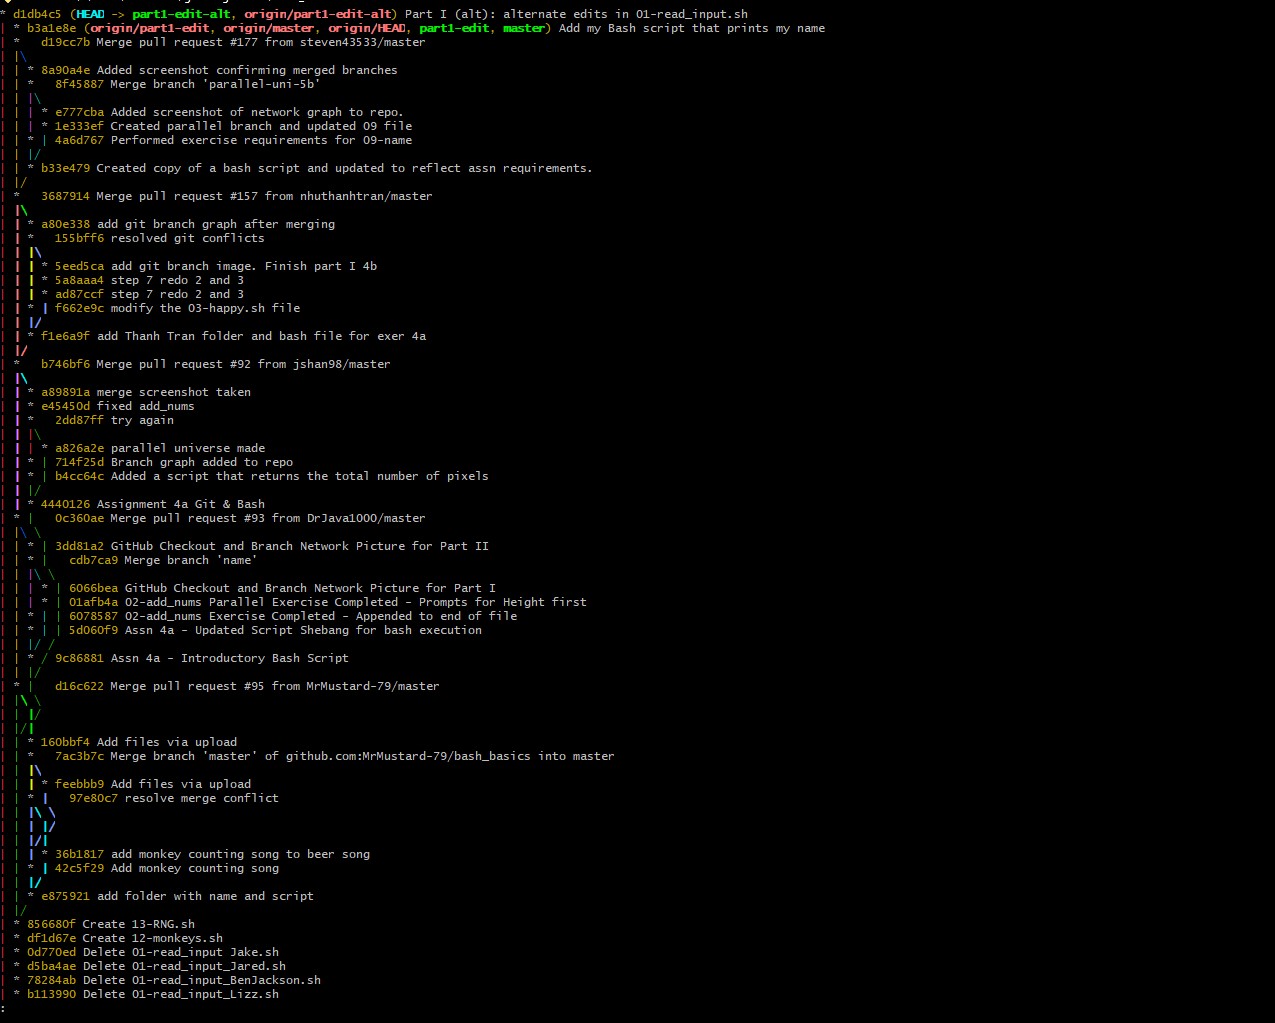 * d1db4c5 (HEAD -> part1-edit-alt, origin/part1-edit-alt) Part I (alt): alternate edits in 01-read_input.sh
| * b3a1e8e (origin/part1-edit, origin/master, origin/HEAD, part1-edit, master) Add my Bash script that prints my name
| *   d19cc7b Merge pull request #177 from steven43533/master
| |\
| | * 8a90a4e Added screenshot confirming merged branches
| | *   8f45887 Merge branch 'parallel-uni-5b'
| | |\
| | | * e777cba Added screenshot of network graph to repo.
| | | * 1e333ef Created parallel branch and updated 09 file
| | * | 4a6d767 Performed exercise requirements for 09-name
| | |/
| | * b33e479 Created copy of a bash script and updated to reflect assn requirements.
| |/
| *   3687914 Merge pull request #157 from nhuthanhtran/master
| |\
| | * a80e338 add git branch graph after merging
| | *   155bff6 resolved git conflicts
| | |\
| | | * 5eed5ca add git branch image. Finish part I 4b
| | | * 5a8aaa4 step 7 redo 2 and 3
| | | * ad87ccf step 7 redo 2 and 3
| | * | f662e9c modify the 03-happy.sh file
| | |/
| | * f1e6a9f add Thanh Tran folder and bash file for exer 4a
| |/
| *   b746bf6 Merge pull request #92 from jshan98/master
| |\
| | * a89891a merge screenshot taken
| | * e45450d fixed add_nums
| | *   2dd87ff try again
| | |\
| | | * a826a2e parallel universe made
| | * | 714f25d Branch graph added to repo
| | * | b4cc64c Added a script that returns the total number of pixels
| | |/
| | * 4440126 Assignment 4a Git & Bash
| * |   0c360ae Merge pull request #93 from DrJava1000/master
| |\ \
| | * | 3dd81a2 GitHub Checkout and Branch Network Picture for Part II
| | * |   cdb7ca9 Merge branch 'name'
| | |\ \
| | | * | 6066bea GitHub Checkout and Branch Network Picture for Part I
| | | * | 01afb4a 02-add_nums Parallel Exercise Completed - Prompts for Height first
| | * | | 6078587 02-add_nums Exercise Completed - Appended to end of file
| | * | | 5d060f9 Assn 4a - Updated Script Shebang for bash execution
| | |/ /
| | * / 9c86881 Assn 4a - Introductory Bash Script
| | |/
| * |   d16c622 Merge pull request #95 from MrMustard-79/master
| |\ \
| | |/
| |/|
| | * 160bbf4 Add files via upload
| | *   7ac3b7c Merge branch 'master' of github.com:MrMustard-79/bash_basics into master
| | |\
| | | * feebbb9 Add files via upload
| | * |   97e80c7 resolve merge conflict
| | |\ \
| | | |/
| | |/|
| | | * 36b1817 add monkey counting song to beer song
| | * | 42c5f29 Add monkey counting song
| | |/
| | * e875921 add folder with name and script
| |/
| * 856680f Create 13-RNG.sh
| * df1d67e Create 12-monkeys.sh
| * 0d770ed Delete 01-read_input Jake.sh
| * d5ba4ae Delete 01-read_input_Jared.sh
| * 78284ab Delete 01-read_input_BenJackson.sh
| * b113990 Delete 01-read_input_Lizz.sh
: